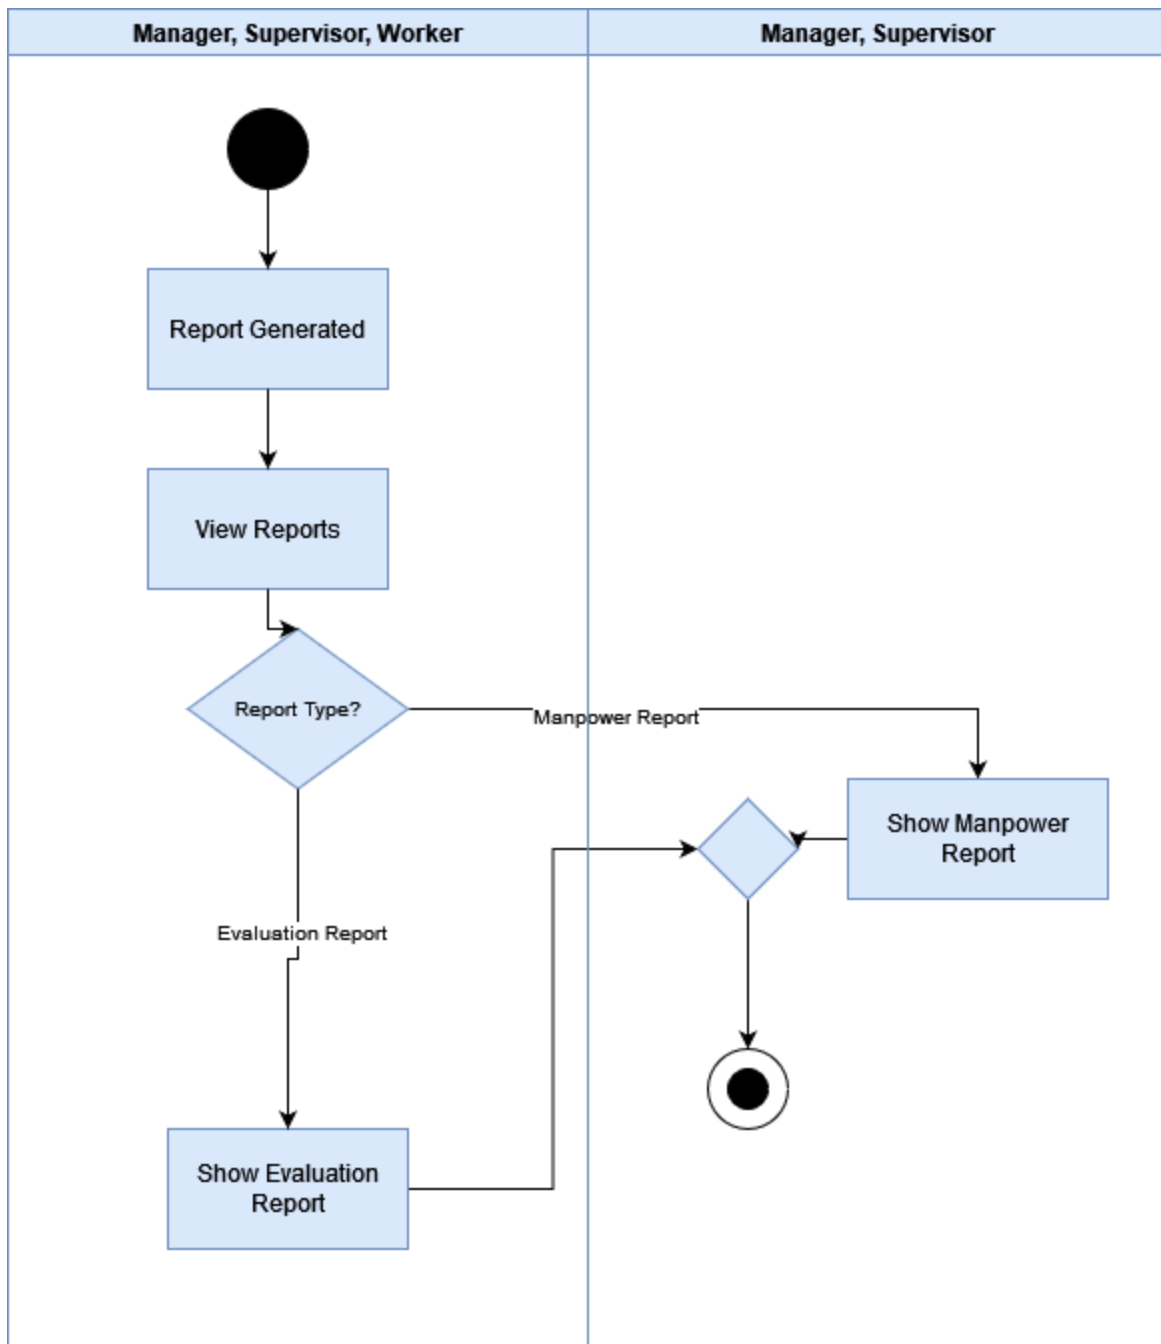 Manager, Supervisor, Worker
Manager, Supervisor
Report Generated
View Reports
Report Type?
Manpower Report
Show Manpower
Report
Evaluation Report
Show Evaluation
Report